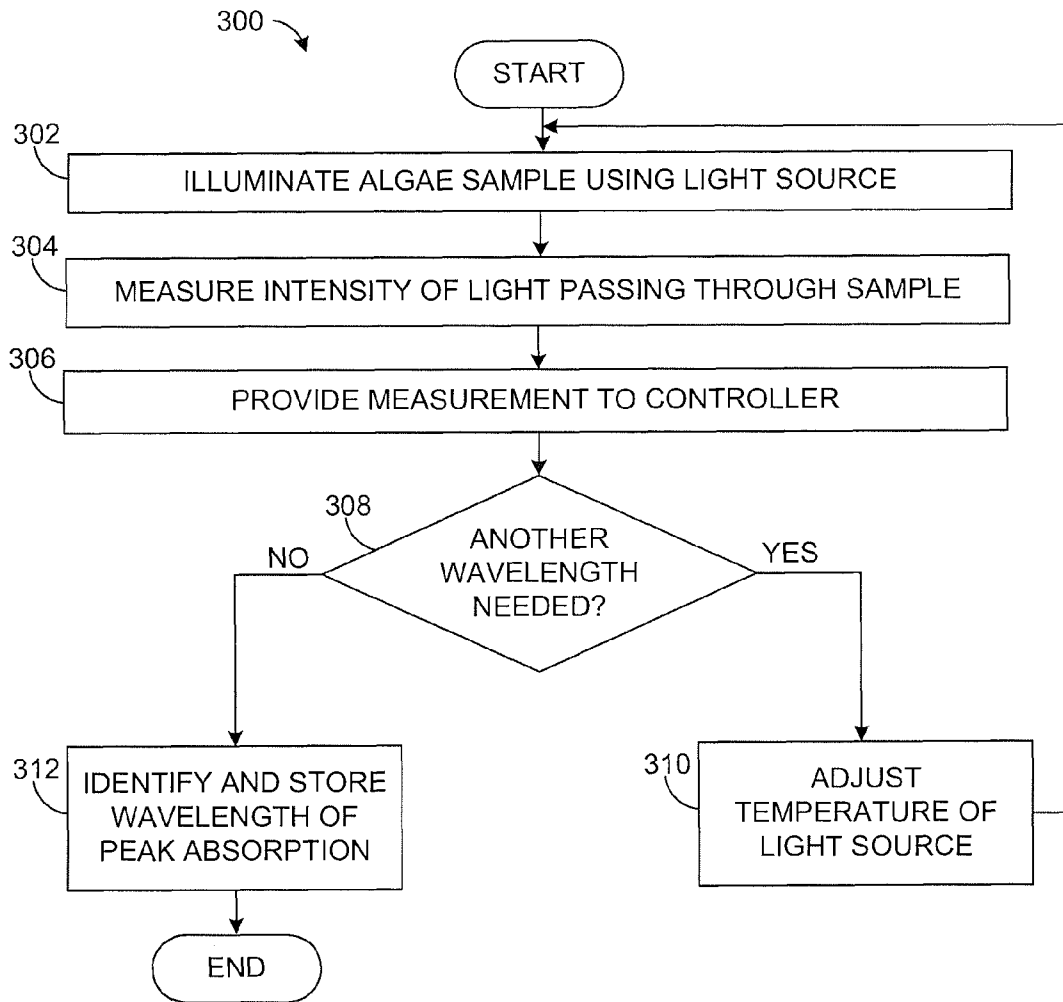 300
START
302
ILLUMINATE ALGAE SAMPLE USING LIGHT SOURCE
304
MEASURE INTENSITY OF LIGHT PASSING THROUGH SAMPLE
306
PROVIDE MEASUREMENT TO CONTROLLER
308
ANOTHER
WAVELENGTH
NEEDED?
NO
YES
312
IDENTIFY AND STORE
WAVELENGTH OF
PEAK ABSORPTION
310
ADJUST
TEMPERATURE OF
LIGHT SOURCE
END